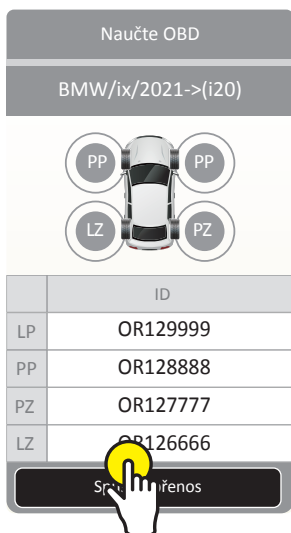 Naučte OBD
BMW/ix/2021->(i20)
PP PP
LZ PZ
ID
LP OR129999
PP OR128888
PZ OR127777
LZ OR126666